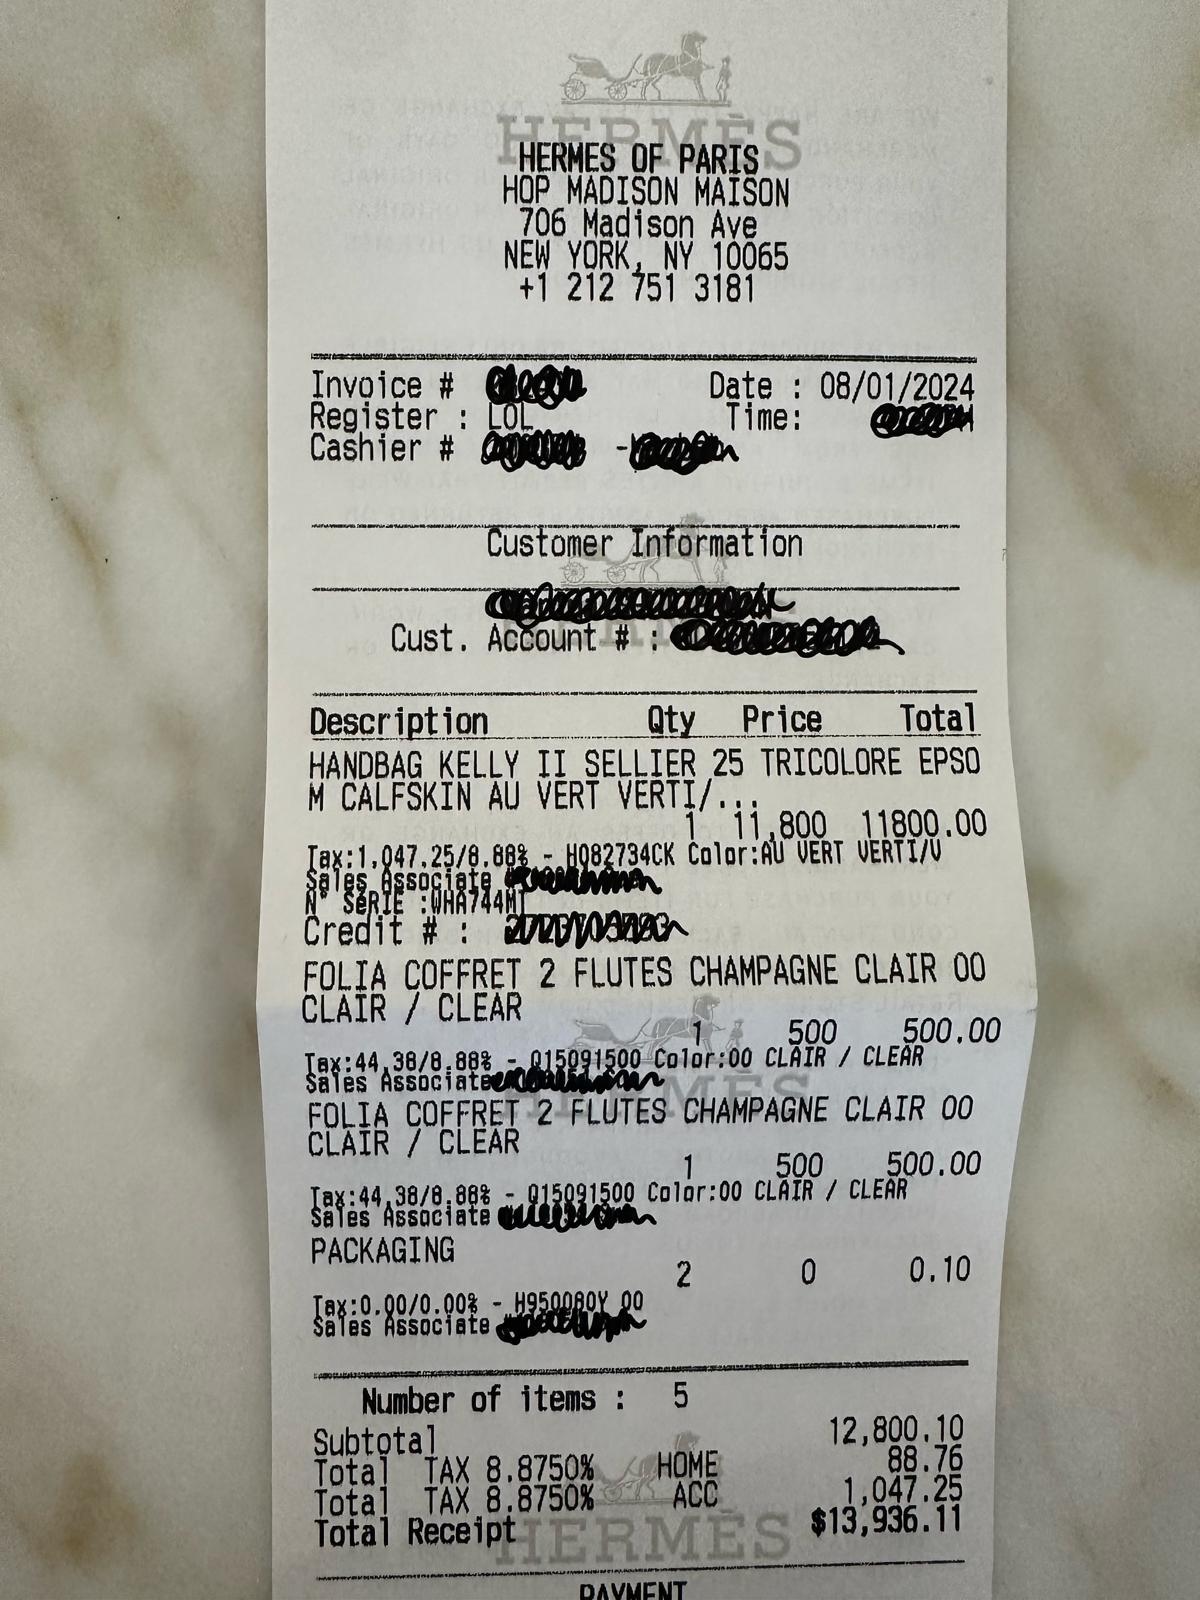 HERMÈS
HERMES OF PARIS
HOP MADISON MAISON
706 Madison Ave
NEW YORK, NY 10065
+1 212 751 3181
Invoice # Date : 08/01/2024
Register : LOL Time:
Cashier # -
Customer Information
HERMÈS
Cust. Account # :
Description Qty Price Total
HANDBAG KELLY II SELLIER 25 TRICOLORE EPSO
M CALFSKIN AU VERT VERTI/...
1 11,800 11800.00
Tax:1,047.25/8.88% - H082734CK Color:AU VERT VERTI/V
Sales Associate
N° SéRIE :WHA744MT
Credit # :
FOLIA COFFRET 2 FLUTES CHAMPAGNE CLAIR 00
CLAIR / CLEAR
1 500 500.00
Tax:44.38/8.88% - Q15091500 Color:00 CLAIR / CLEAR
Sales Associate
HERMÈS
FOLIA COFFRET 2 FLUTES CHAMPAGNE CLAIR 00
CLAIR / CLEAR
1 500 500.00
Tax:44.38/8.88% - Q15091500 Color:00 CLAIR / CLEAR
Sales Associate
PACKAGING
2 0 0.10
Tax:0.00/0.00% - H950080Y 00
Sales Associate
Number of items : 5
Subtotal 12,800.10
Total TAX 8.8750% HOME 88.76
Total TAX 8.8750% ACC 1,047.25
Total Receipt $13,936.11
HERMÈS
PAYMENT